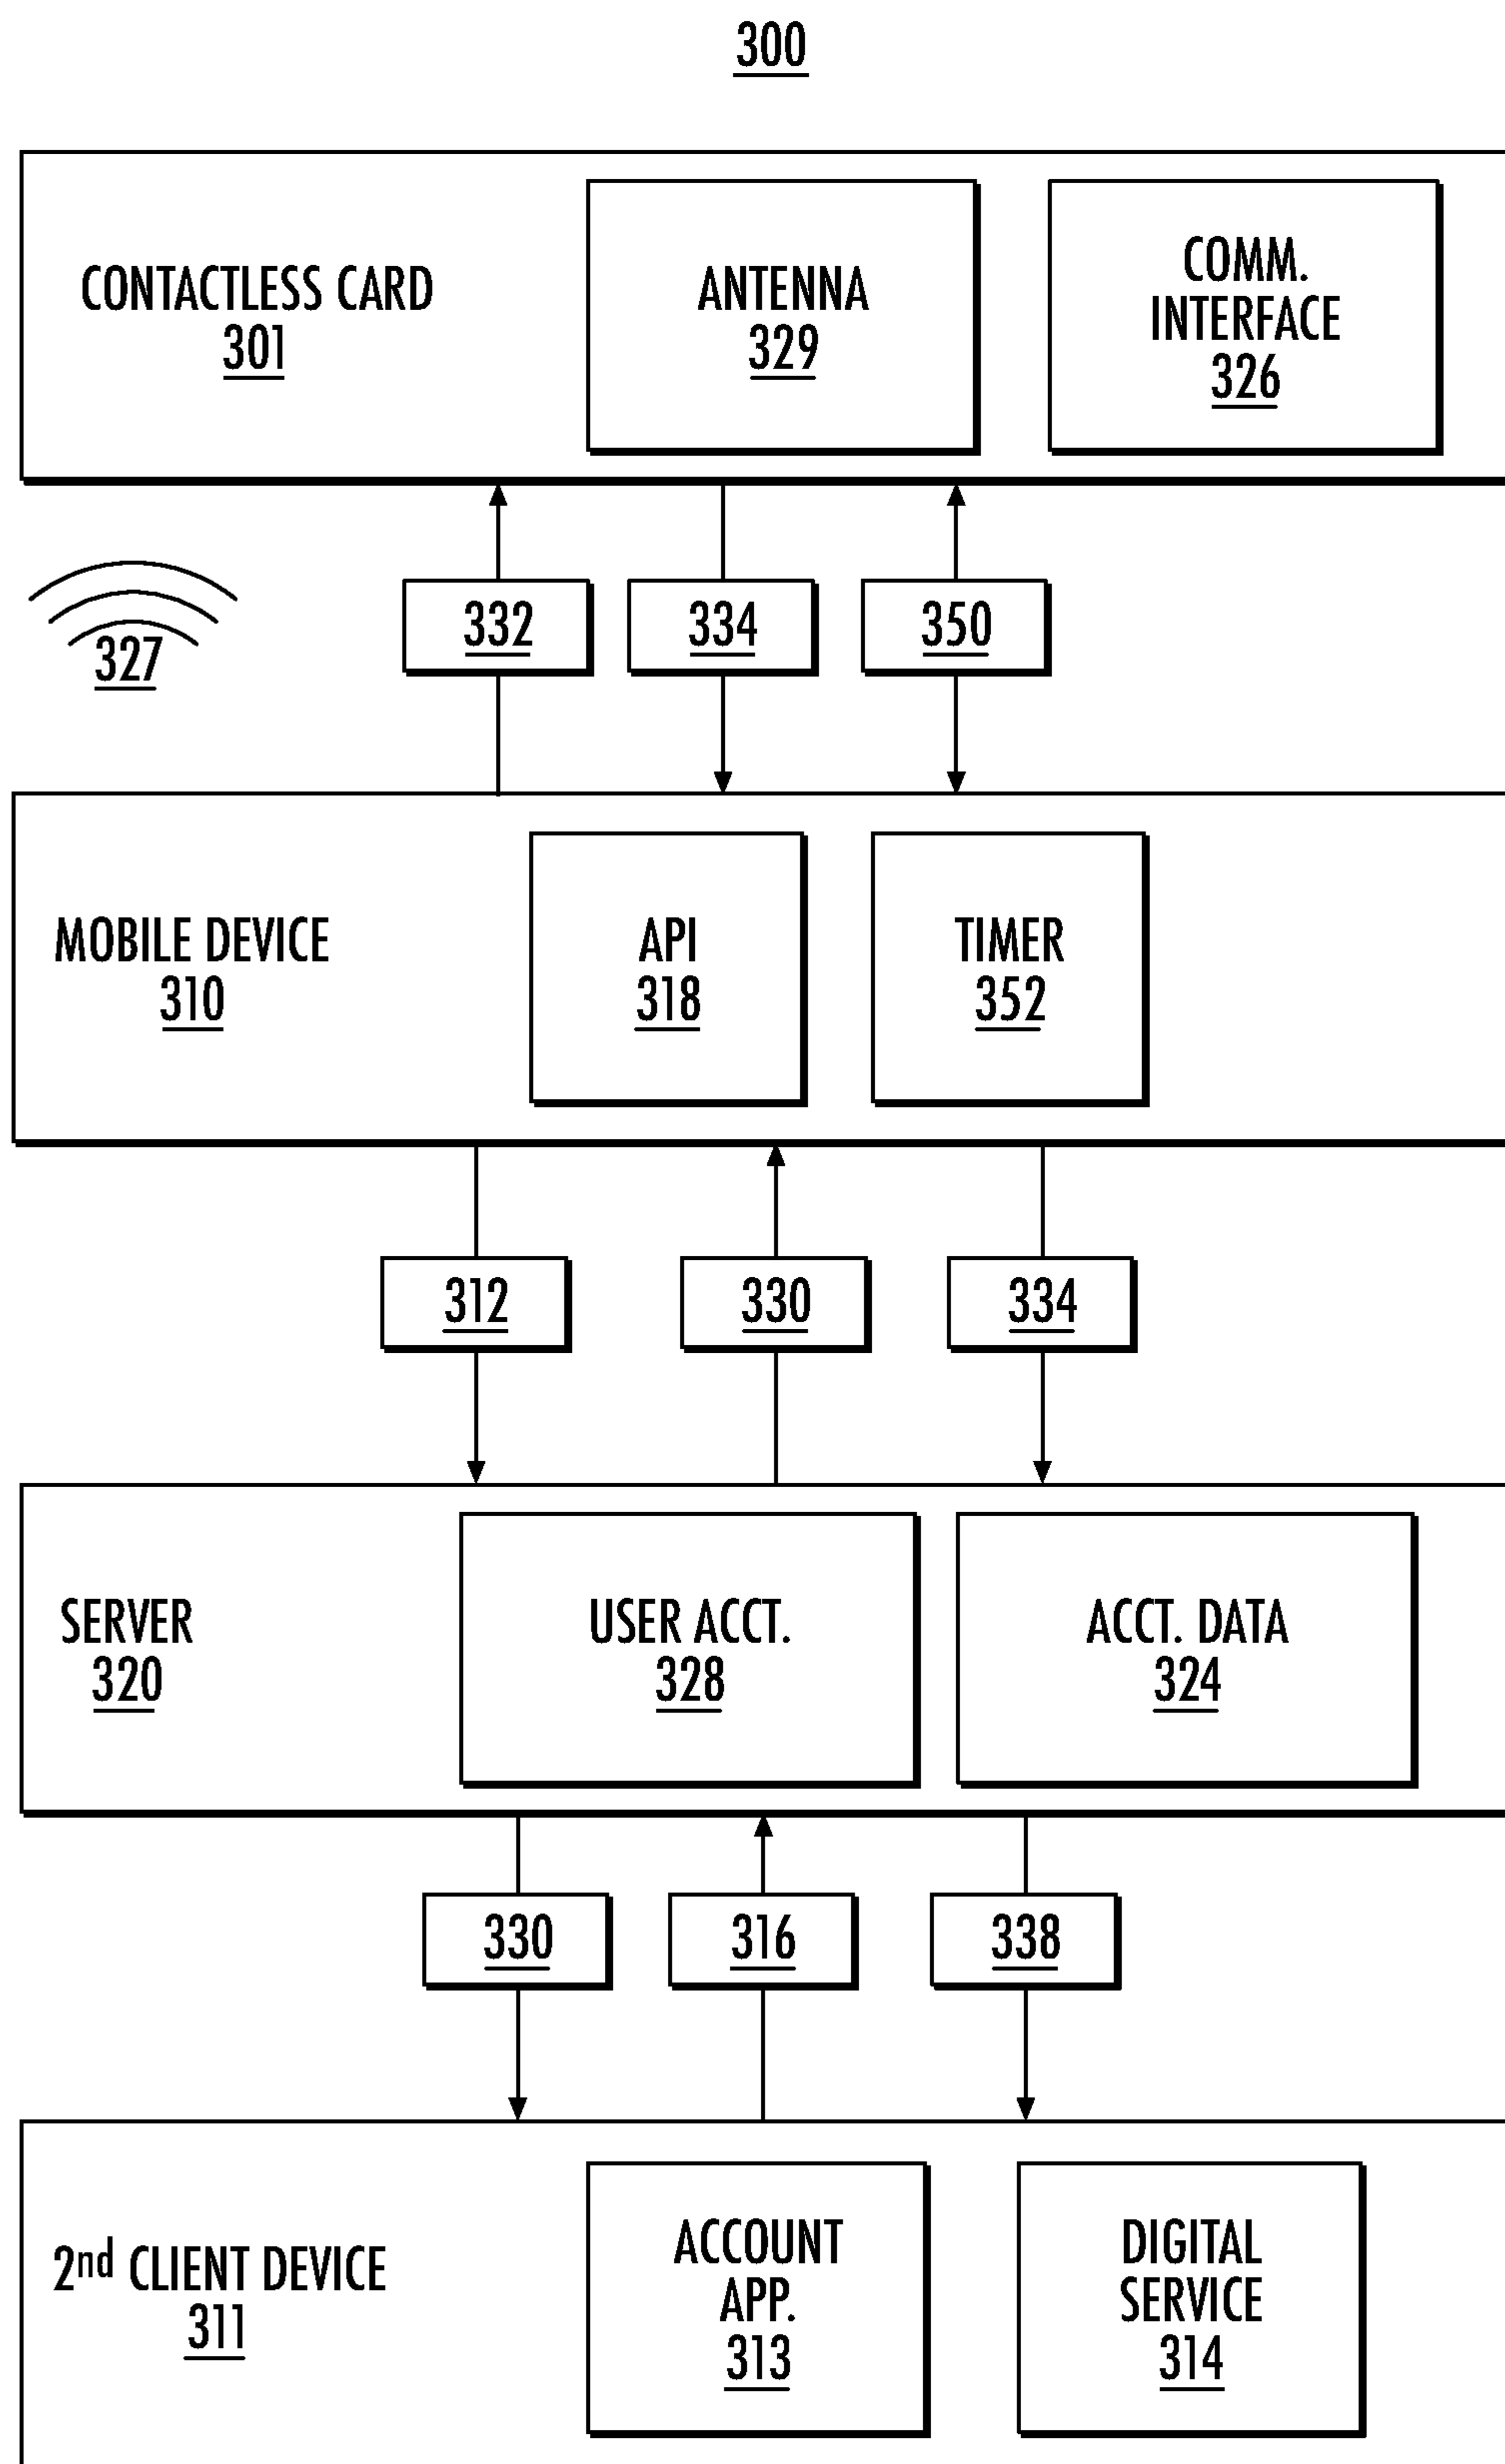 300
CONTACTLESS CARD
301
ANTENNA
329
COMM.
INTERFACE
326
327
332
334
350
MOBILE DEVICE
310
API
318
TIMER
352
312
330
334
SERVER
320
USER ACCT.
328
ACCT. DATA
324
330
316
338
2nd CLIENT DEVICE
311
ACCOUNT
APP.
313
DIGITAL
SERVICE
314